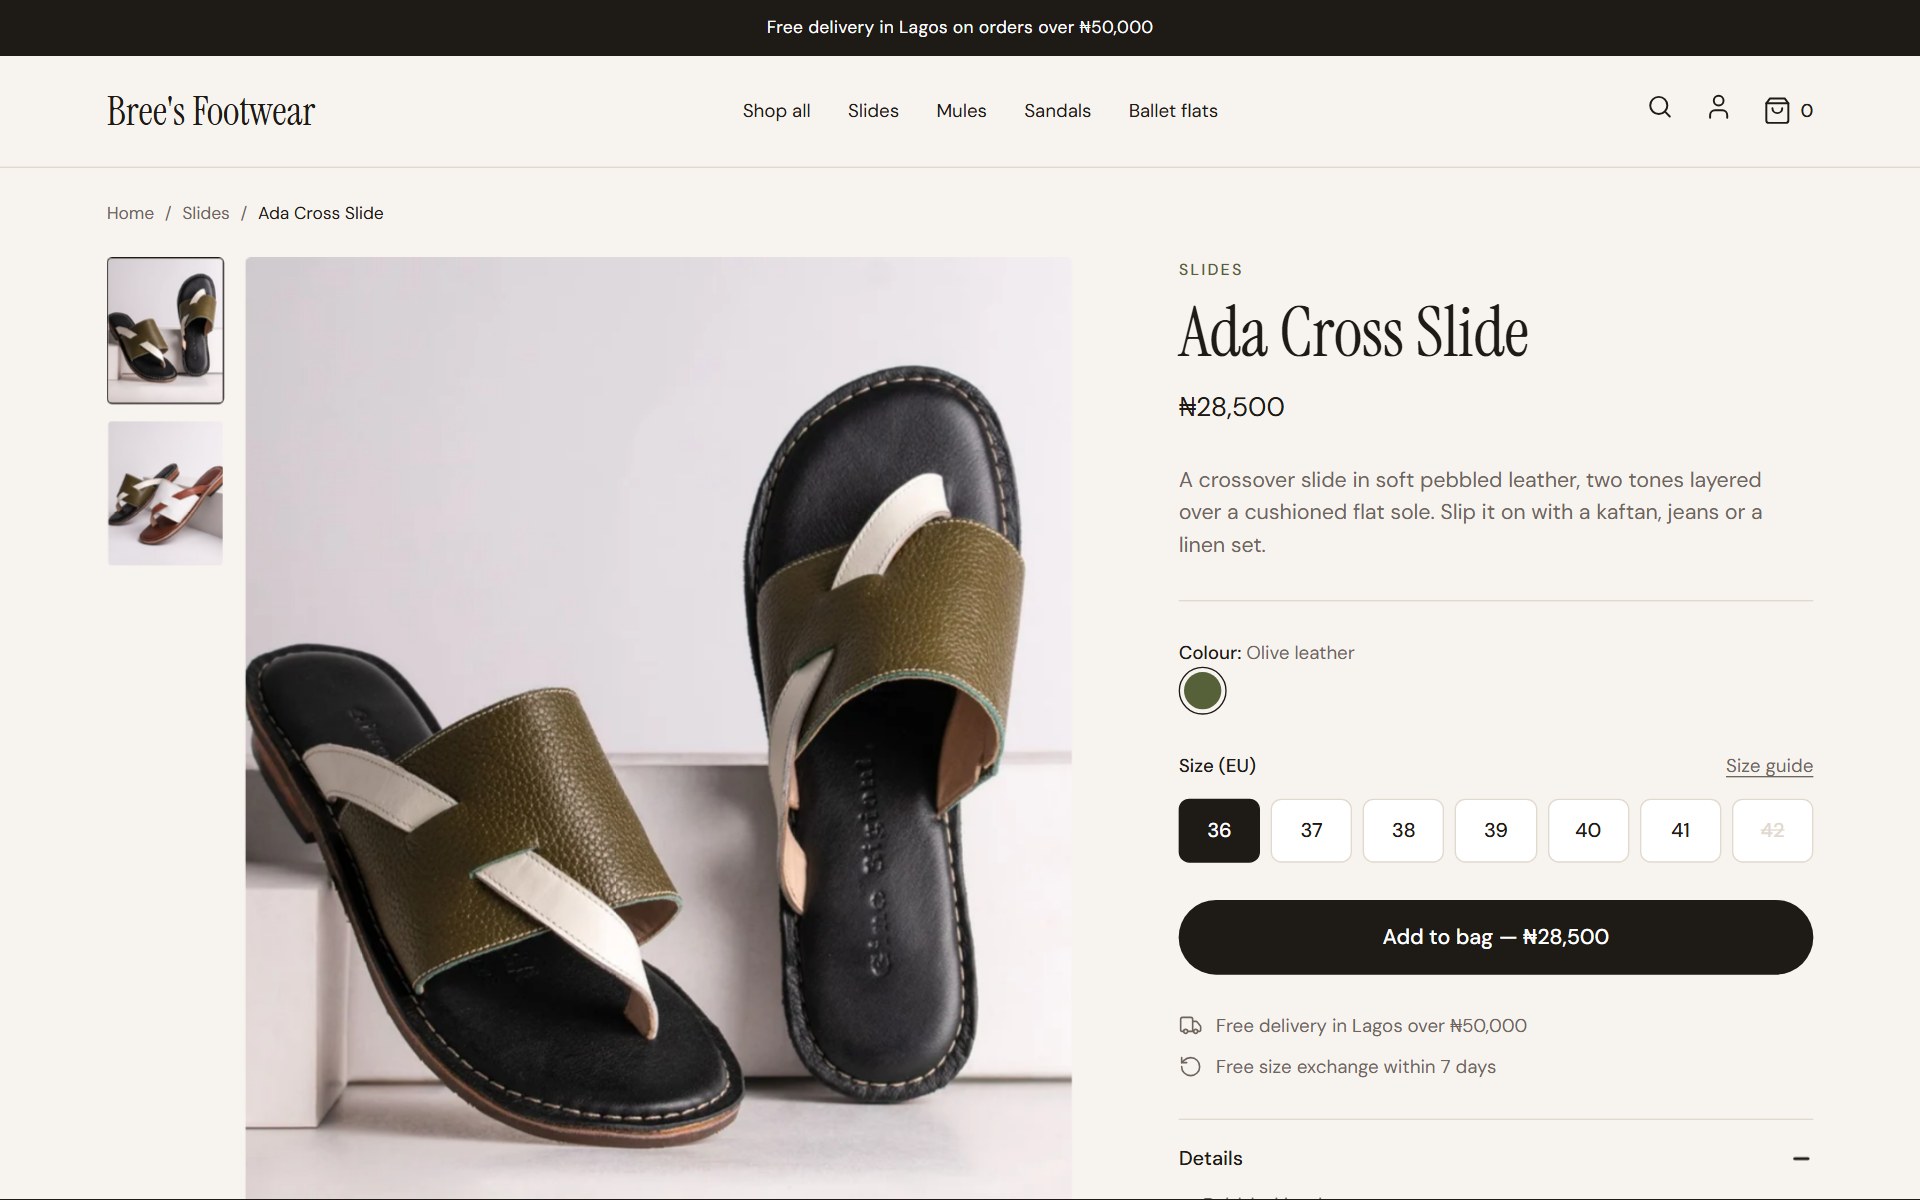 Free delivery in Lagos on orders over ₦50,000
Bree's Footwear
Shop all
Slides
Mules
Sandals
Ballet flats
0
Home / Slides / Ada Cross Slide
SLIDES
Ada Cross Slide
₦28,500
A crossover slide in soft pebbled leather, two tones layered
over a cushioned flat sole. Slip it on with a kaftan, jeans or a
linen set.
Colour: Olive leather
Size (EU)
Size guide
36
37
38
39
40
41
42
Add to bag — ₦28,500
Free delivery in Lagos over ₦50,000
Free size exchange within 7 days
Details